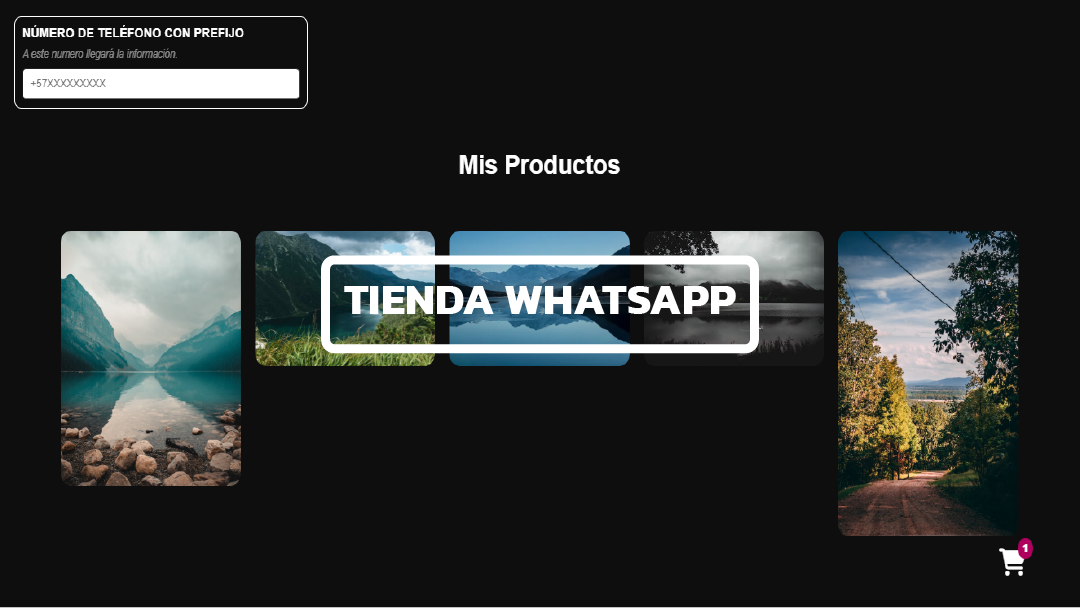 NÚMERO DE TELÉFONO CON PREFIJO
A este numero llegará la información.
+57XXXXXXXXX
Mis Productos
TIENDA WHATSAPP
1